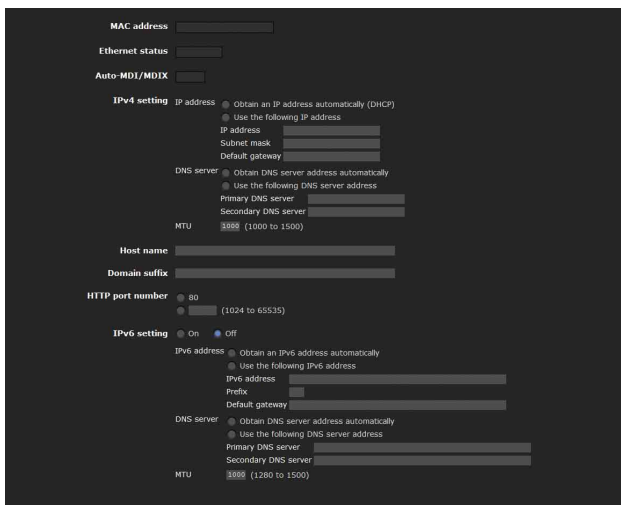 MAC address
Ethernet status
Auto-MDI/MDIX
IPv4 setting IP address Obtain an IP address automatically (DHCP)
Use the following IP address
IP address
Subnet mask
Default gateway
DNS server Obtain DNS server address automatically
Use the following DNS server address
Primary DNS server
Secondary DNS server
MTU 1000 (1000 to 1500)
Host name
Domain suffix
HTTP port number 80
(1024 to 65535)
IPv6 setting On Off
IPv6 address Obtain an IPv6 address automatically
Use the following IPv6 address
IPv6 address
Prefix
Default gateway
DNS server Obtain DNS server address automatically
Use the following DNS server address
Primary DNS server
Secondary DNS server
MTU 1000 (1280 to 1500)